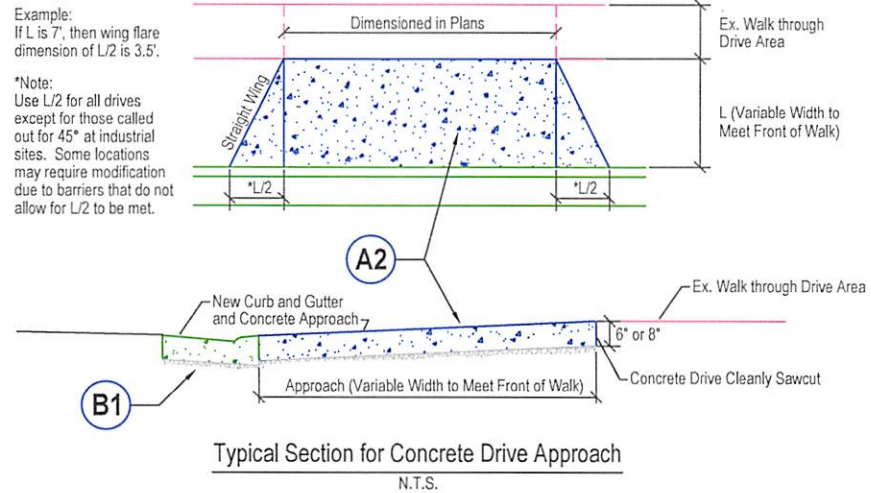 Example:
If L is 7', then wing flare
dimension of L/2 is 3.5'.
*Note:
Use L/2 for all drives
except for those called
out for 45° at industrial
sites. Some locations
may require modification
due to barriers that do not
allow for L/2 to be met.
Dimensioned in Plans
Ex. Walk through
Drive Area
Straight Wing
L (Variable Width to
Meet Front of Walk)
*L/2
*L/2
A2
New Curb and Gutter
and Concrete Approach
Ex. Walk through Drive Area
6" or 8"
Approach (Variable Width to Meet Front of Walk)
Concrete Drive Cleanly Sawcut
B1
Typical Section for Concrete Drive Approach
N.T.S.